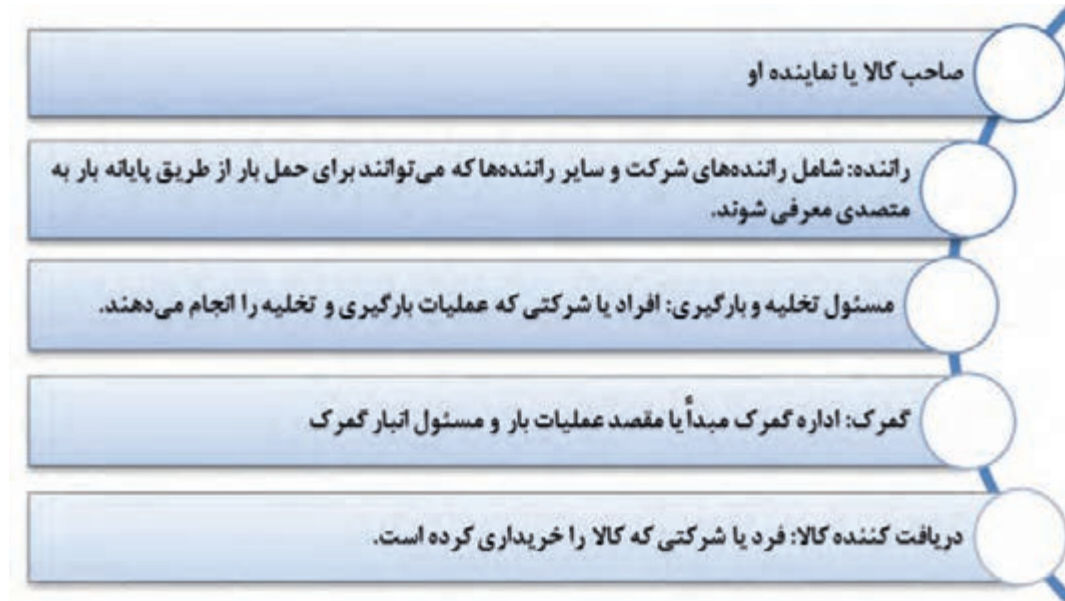 صاحب کالا یا نماینده او
راننده: شامل راننده‌های شرکت و سایر راننده‌ها که می‌توانند برای حمل بار از طریق پایانه بار به
متصدی معرفی شوند.
مسئول تخلیه و بارگیری: افراد یا شرکتی که عملیات بارگیری و تخلیه را انجام می‌دهند.
گمرک: اداره گمرک مبدأ یا مقصد عملیات بار و مسئول انبار گمرک
دریافت کننده کالا: فرد یا شرکتی که کالا را خریداری کرده است.